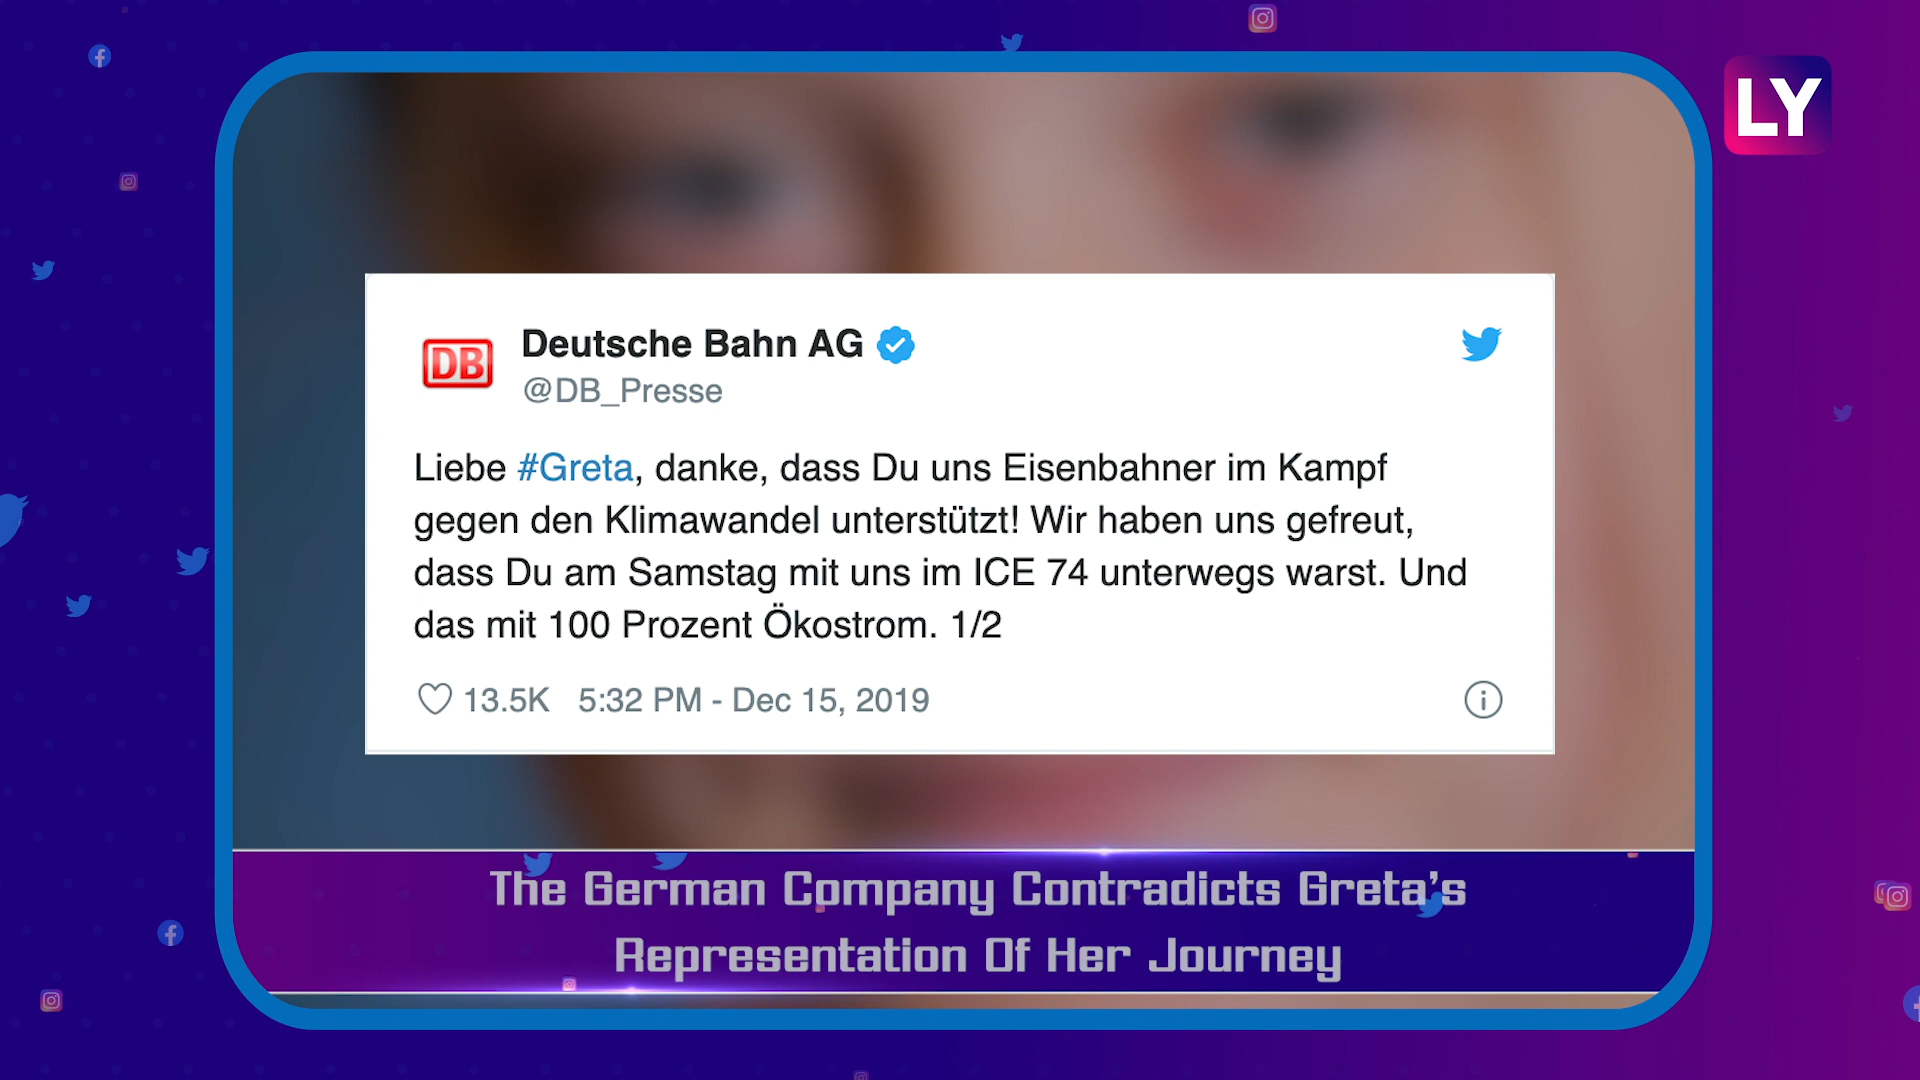 LY
DB
Deutsche Bahn AG
@DB_Presse
Liebe #Greta, danke, dass Du uns Eisenbahner im Kampf
gegen den Klimawandel unterstützt! Wir haben uns gefreut,
dass Du am Samstag mit uns im ICE 74 unterwegs warst. Und
das mit 100 Prozent Ökostrom. 1/2
13.5K 5:32 PM - Dec 15, 2019
The German Company Contradicts Greta's
Representation Of Her Journey